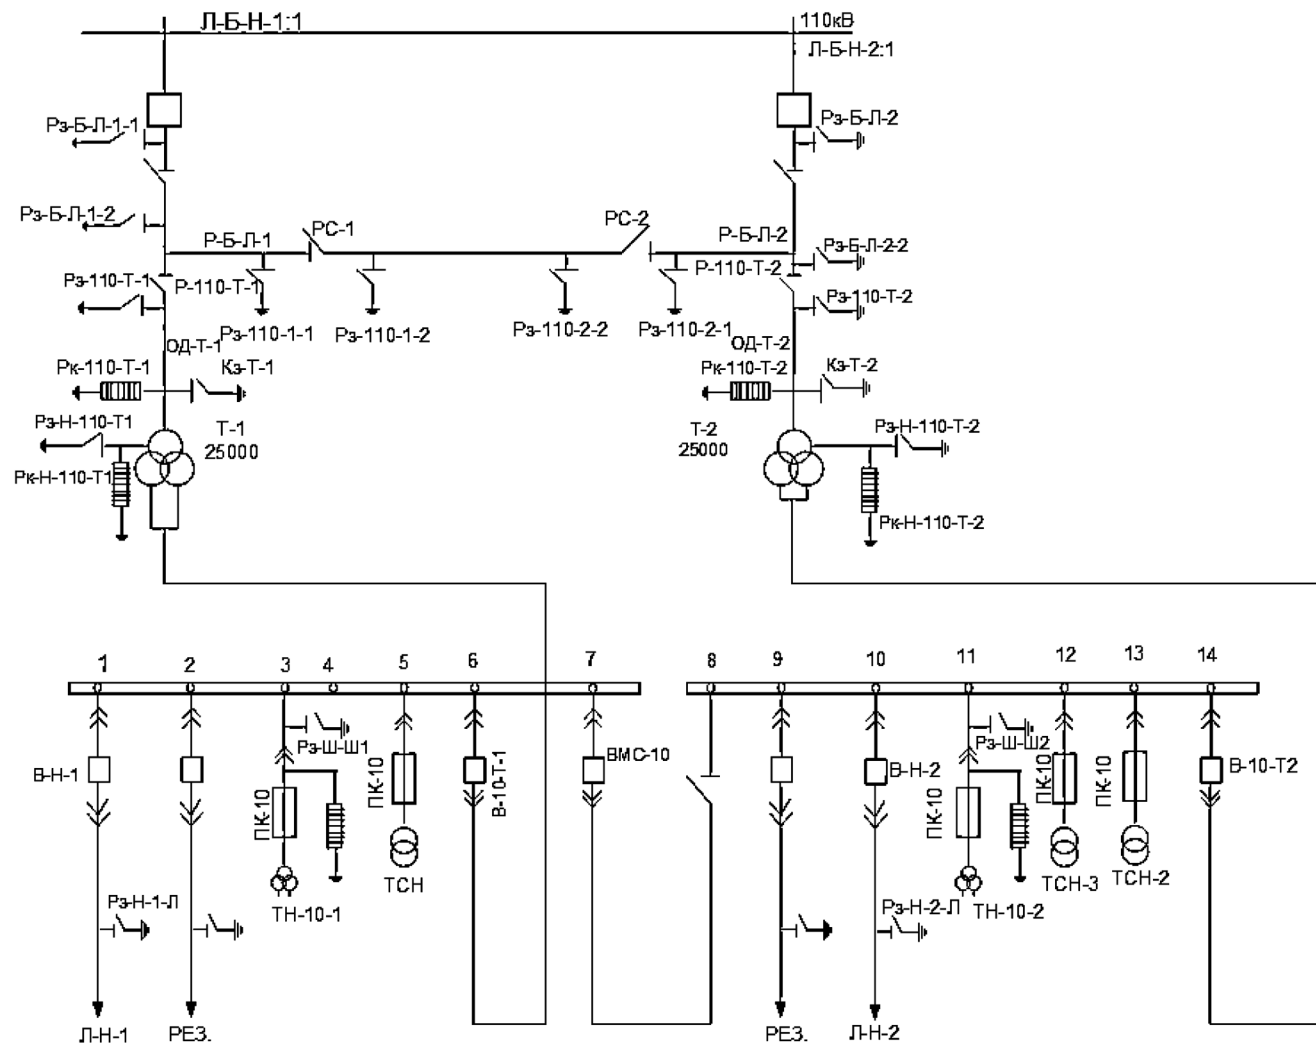 Л-Б-Н-1:1
110кВ
Л-Б-Н-2:1
Рз-Б-Л-1-1
Рз-Б-Л-2
Рз-Б-Л-1-2
Р-Б-Л-1
РС-1
РС-2
Р-Б-Л-2
Рз-Б-Л-2-2
Рз-110-Т-1
Р-110-Т-1
Р-110-Т-2
Рз-110-Т-2
Рз-110-1-1
Рз-110-1-2
Рз-110-2-2
Рз-110-2-1
ОД-Т-1
ОД-Т-2
Рк-110-Т-1
Кз-Т-1
Рк-110-Т-2
Кз-Т-2
Рз-Н-110-Т1
Т-1
25000
Т-2
25000
Рз-Н-110-Т-2
Рк-Н-110-Т1
Рк-Н-110-Т-2
1
2
3
4
5
6
7
8
9
10
11
12
13
14
Рз-Ш-Ш1
Рз-Ш-Ш2
В-Н-1
ПК-10
ПК-10
В-10-Т-1
ВМС-10
В-Н-2
ПК-10
ПК-10
ПК-10
В-10-Т2
ТСН
ТСН-3
ТСН-2
Рз-Н-1-Л
ТН-10-1
Рз-Н-2-Л
ТН-10-2
Л-Н-1
РЕЗ.
РЕЗ.
Л-Н-2